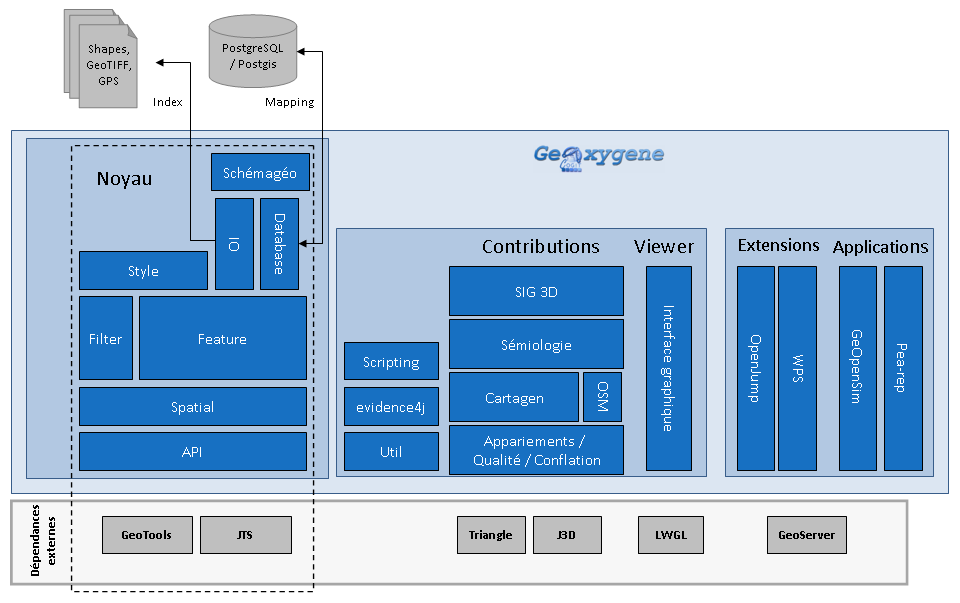 Shapes,
GeoTIFF,
GPS
PostgreSQL
/ Postgis
Index
Mapping
GeOxygene
Noyau
Schémagéo
IO
Database
Style
Filter
Feature
Spatial
API
Contributions
Viewer
SIG 3D
Sémiologie
Scripting
Cartagen
OSM
evidence4j
Util
Appariements /
Qualité / Conflation
Interface graphique
Extensions
Applications
OpenJump
WPS
GeOpenSim
Pea-rep
Dépendances
externes
GeoTools
JTS
Triangle
J3D
LWGL
GeoServer